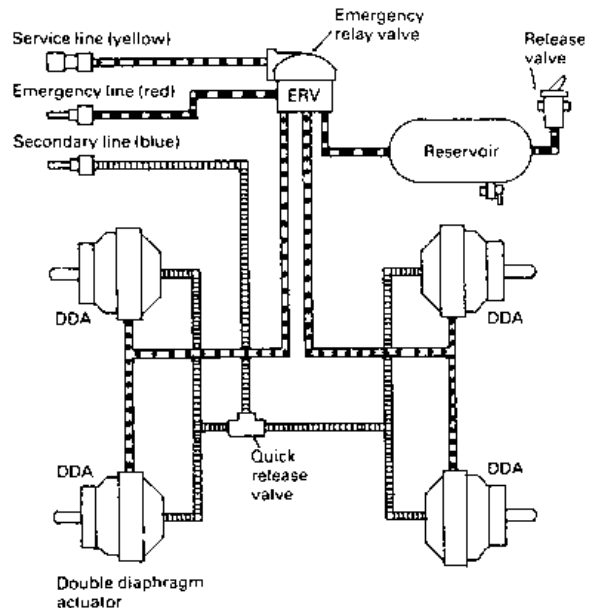 Emergency
relay valve
Service line (yellow)
Release
valve
Emergency line (red)
ERV
Secondary line (blue)
Reservoir
DDA
DDA
DDA
DDA
Quick
release
valve
Double diaphragm
actuator